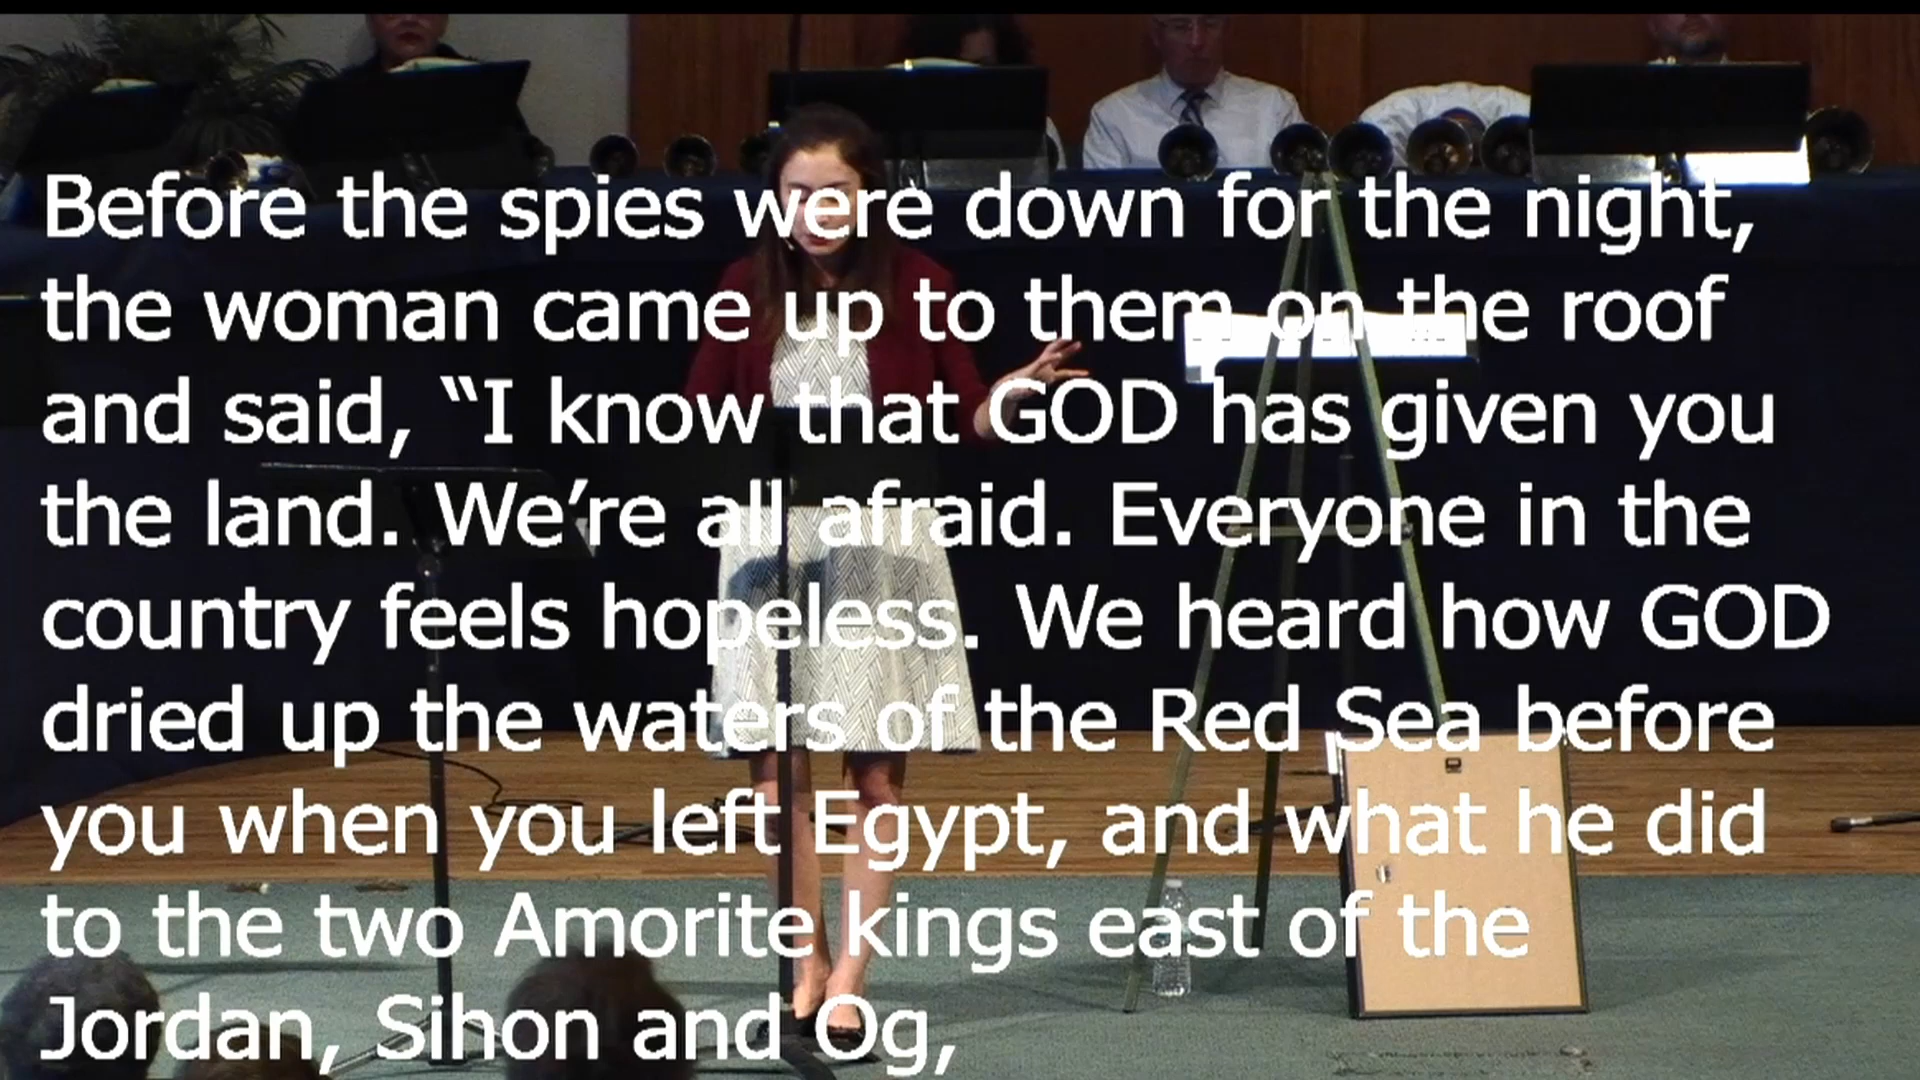 Before the spies were down for the night,
the woman came up to them on the roof
and said, “I know that GOD has given you
the land. We’re all afraid. Everyone in the
country feels hopeless. We heard how GOD
dried up the waters of the Red Sea before
you when you left Egypt, and what he did
to the two Amorite kings east of the
Jordan, Sihon and Og,